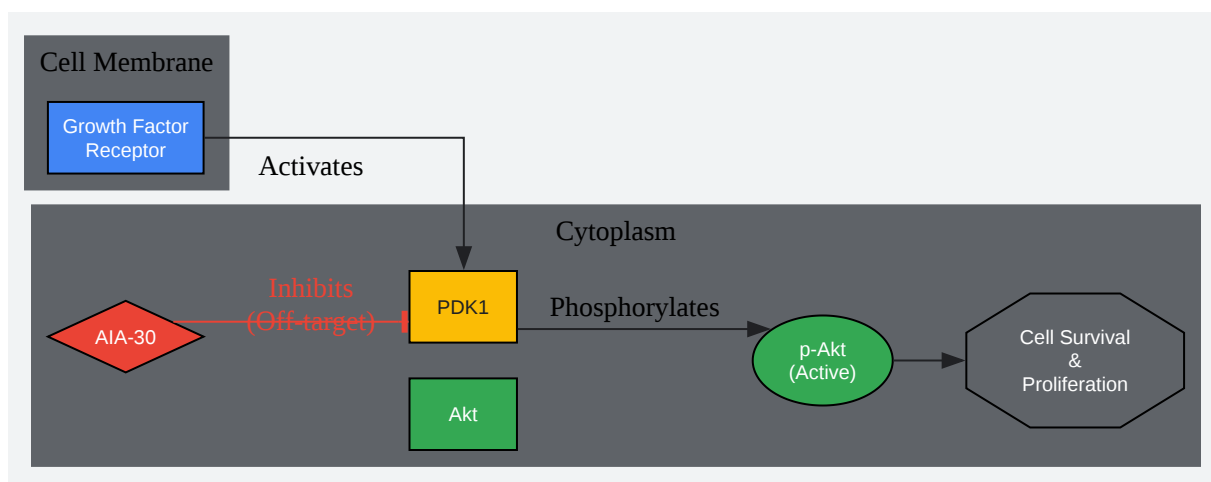 Cell Membrane
Growth Factor
Receptor
Activates
Cytoplasm
Inhibits
(Off-target)
AIA-30
PDK1
Phosphorylates
Akt
p-Akt
(Active)
Cell Survival
&
Proliferation